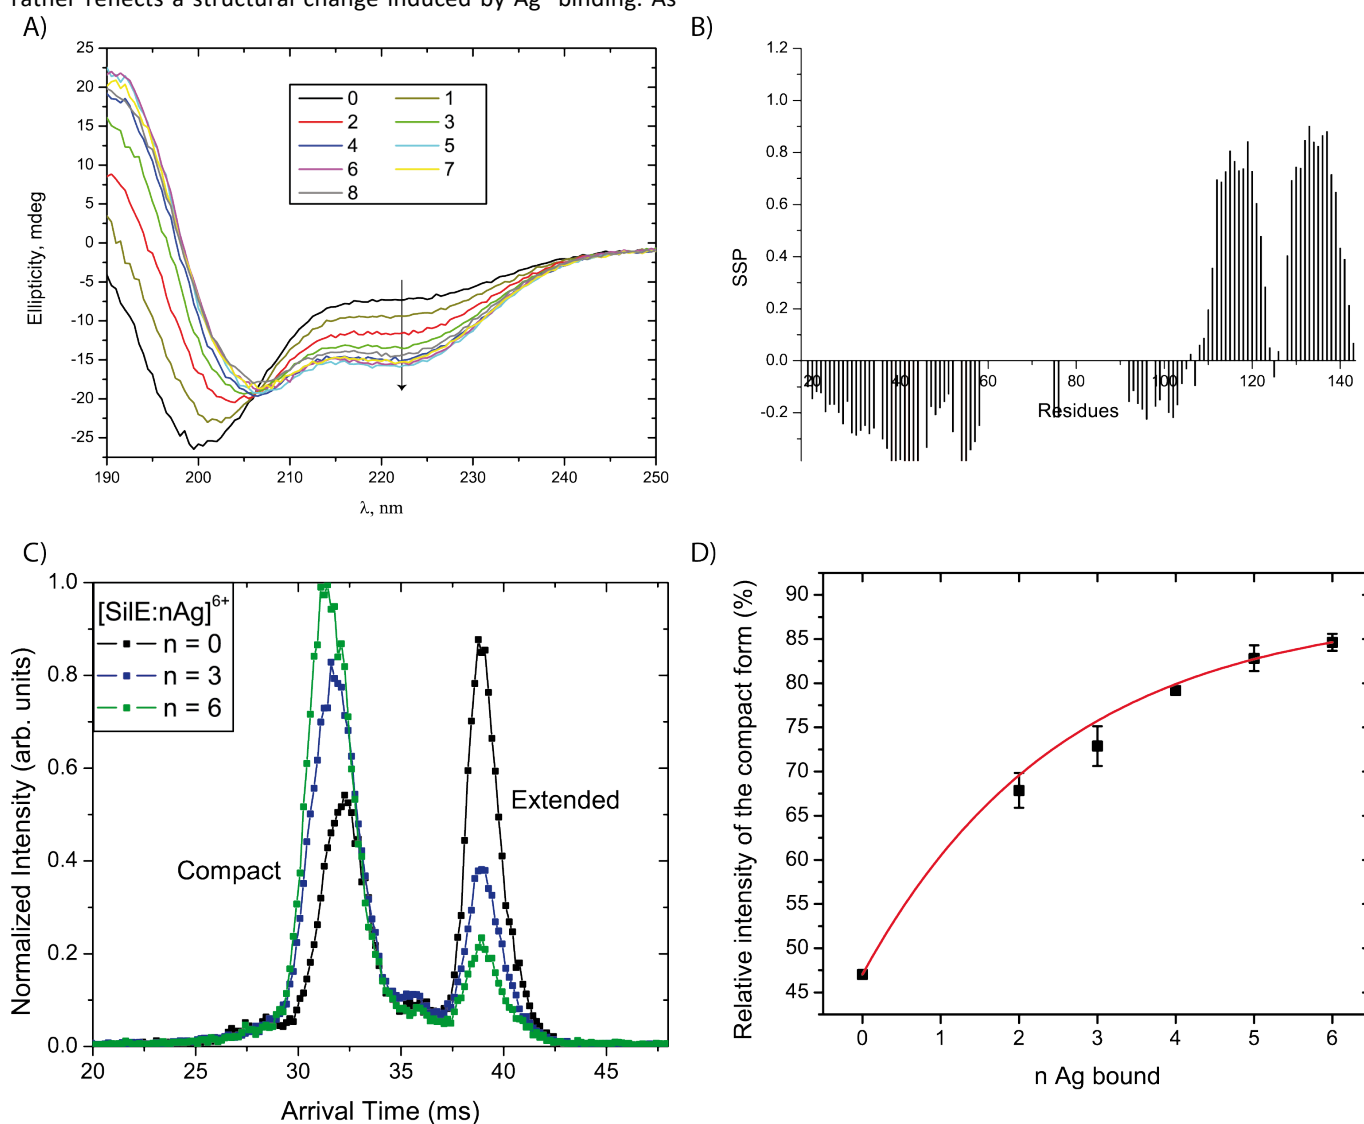 rather reflects a structural change induced by Ag⁺ binding. As
A)
B)
25
20
15
10
5
0
-5
-10
-15
-20
-25
Ellipticity, mdeg
0 1
2 3
4 5
6 7
8
190 200 210 220 230 240 250
λ, nm
1.2
1.0
0.8
0.6
0.4
0.2
0.0
-0.2
SSP
20 40 60 80 100 120 140
Residues
C)
D)
1.0
0.8
0.6
0.4
0.2
0.0
Normalized Intensity (arb. units)
[SilE:nAg]⁶⁺
n = 0
n = 3
n = 6
Compact
Extended
20 25 30 35 40 45
Arrival Time (ms)
90
85
80
75
70
65
60
55
50
45
Relative intensity of the compact form (%)
0 1 2 3 4 5 6
n Ag bound